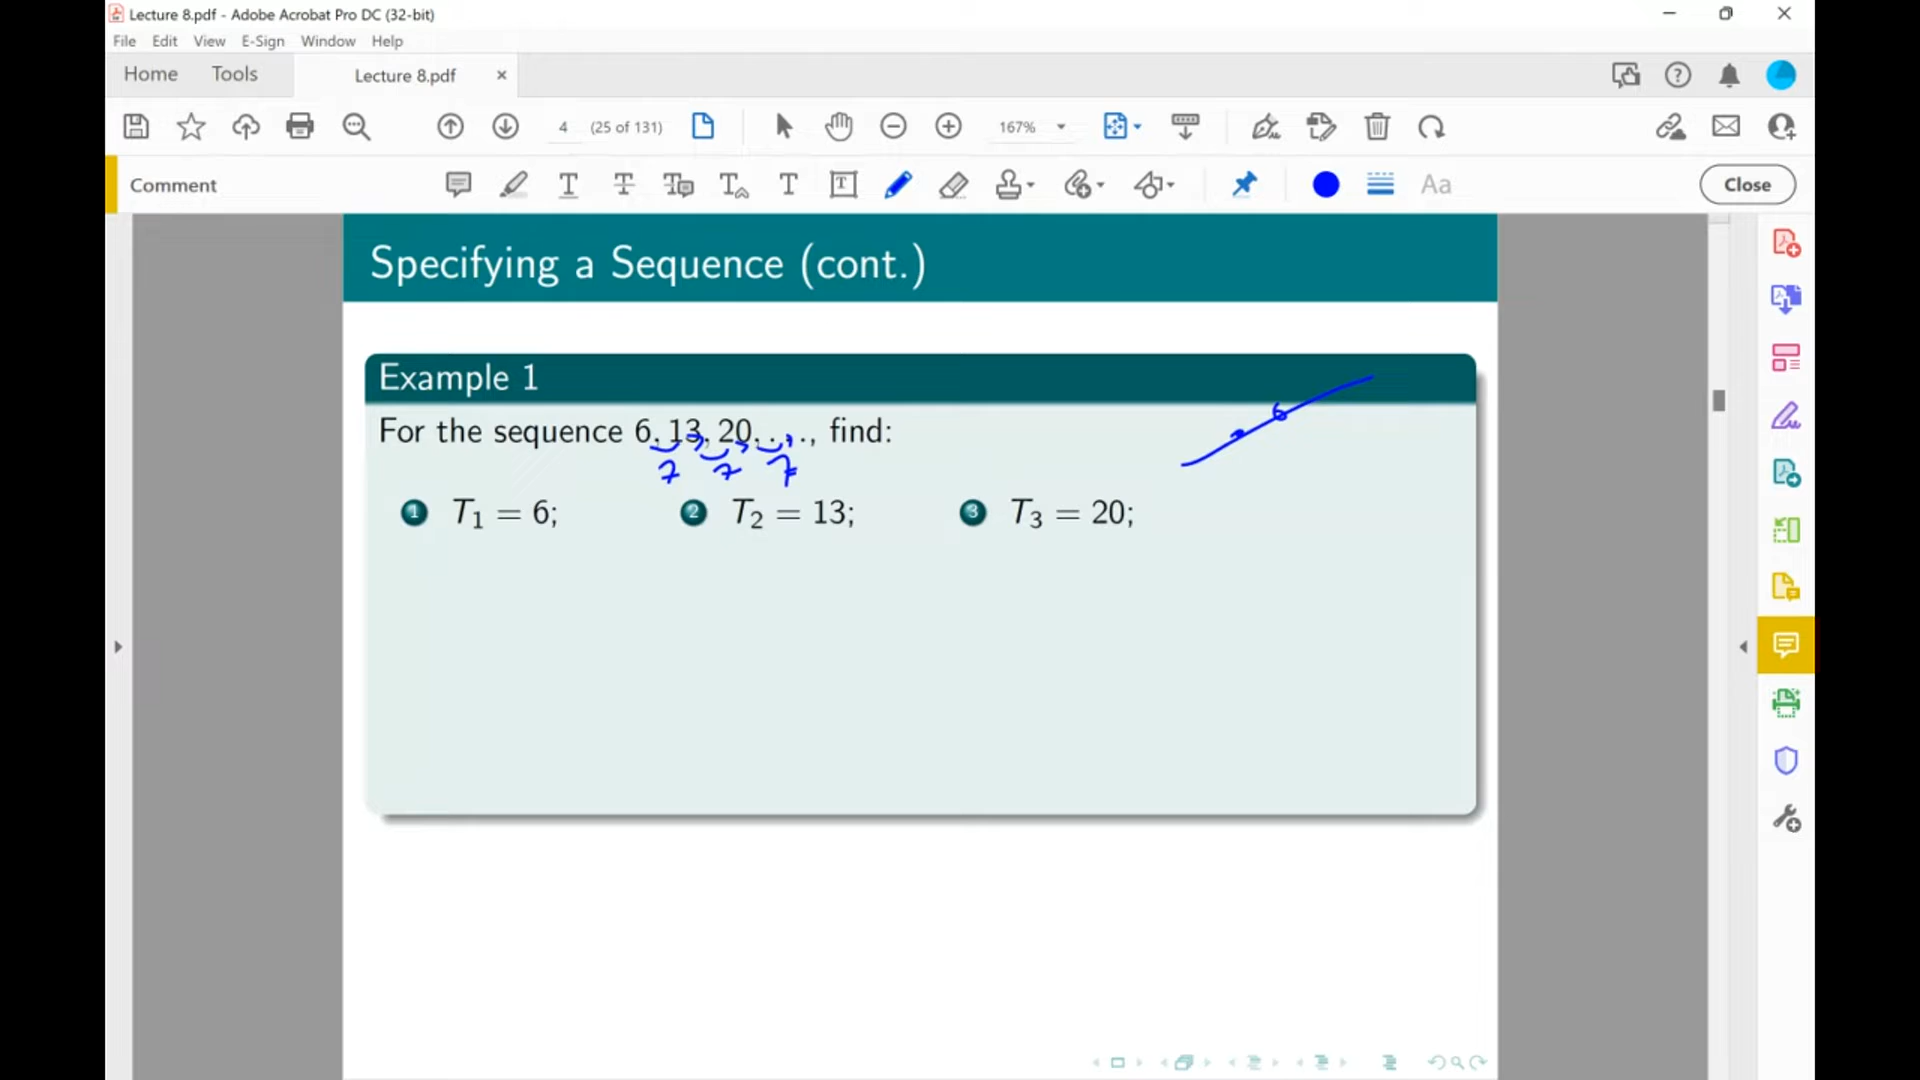 Lecture 8.pdf - Adobe Acrobat Pro DC (32-bit)
File Edit View E-Sign Window Help
Home Tools Lecture 8.pdf
4 (25 of 131) 167%
Comment Aa Close
Specifying a Sequence (cont.)
Example 1
For the sequence 6, 13, 20, . . . , find:
7 7 7
6
1 T1 = 6; 2 T2 = 13; 3 T3 = 20;